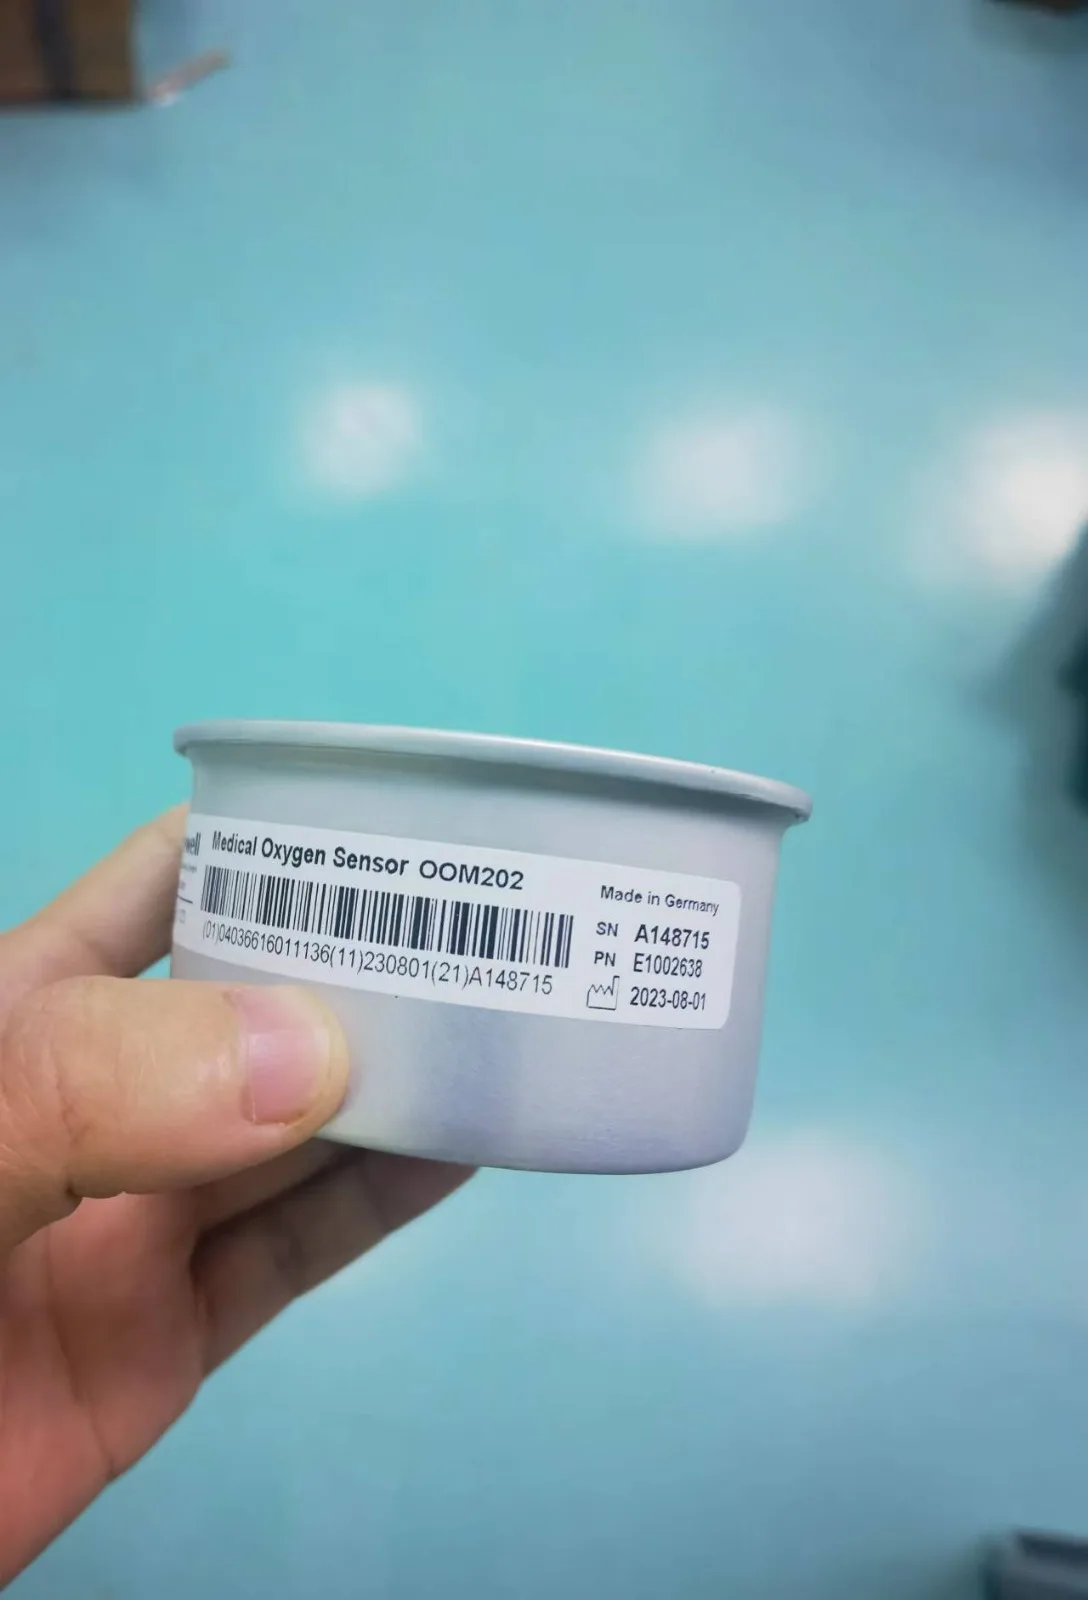 Medical Oxygen Sensor OOM202
(01)04036616011136(11)230801(21)A148715
Made in Germany
SN A148715
PN E1002638
2023-08-01